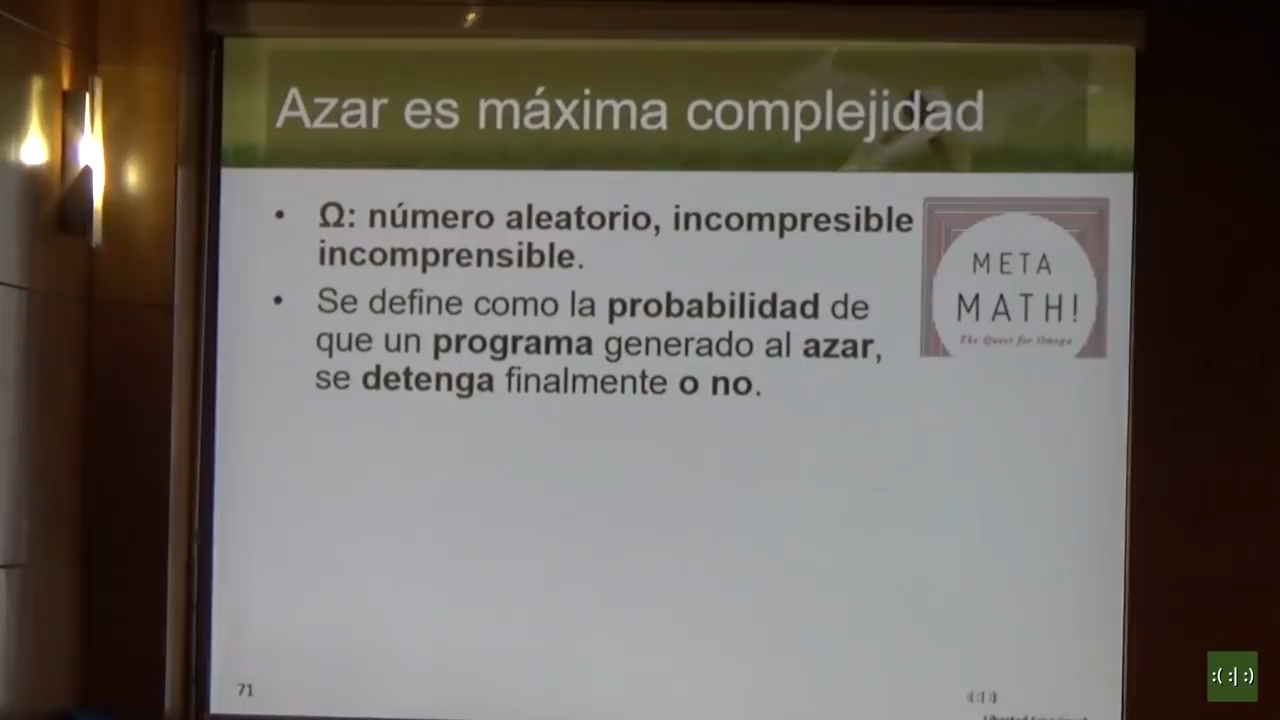 Azar es máxima complejidad
• Ω: número aleatorio, incompresible
incomprensible.
• Se define como la probabilidad de
que un programa generado al azar,
se detenga finalmente o no.
META
MATH!
The Quest for Omega
71
:( :| :)
:( :| :)